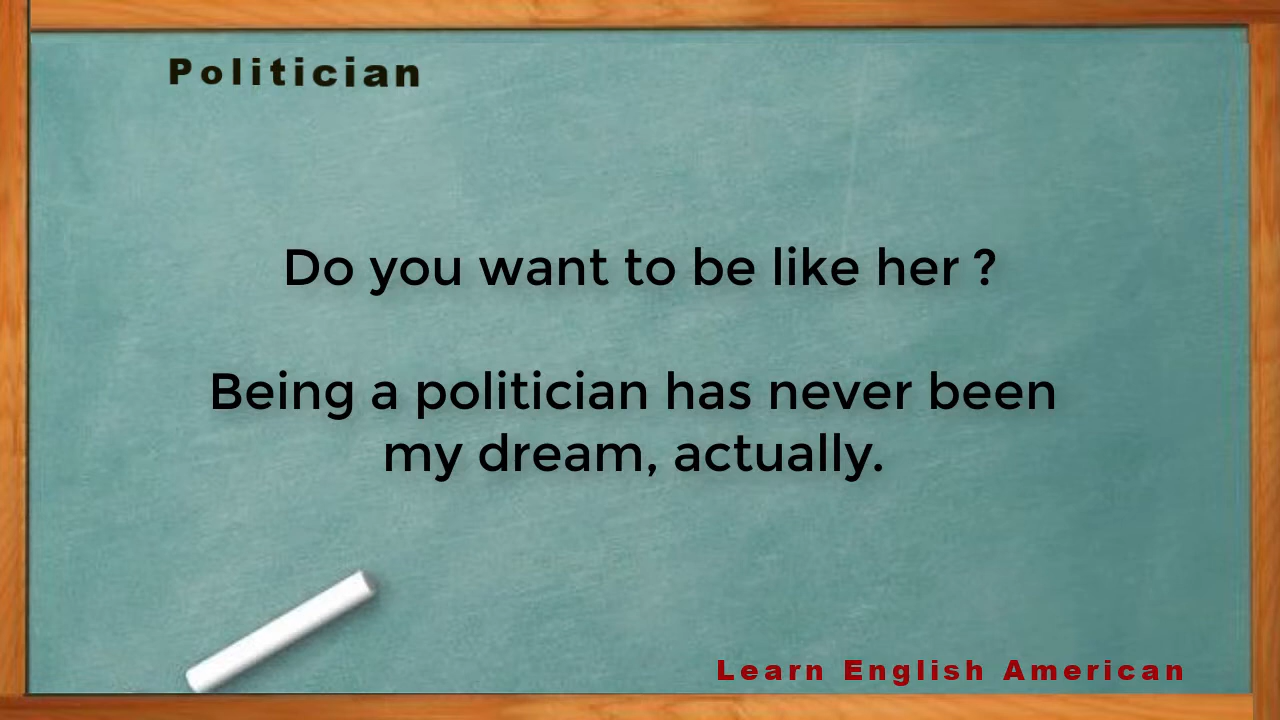 Politician
Do you want to be like her ?
Being a politician has never been
my dream, actually.
Learn English American